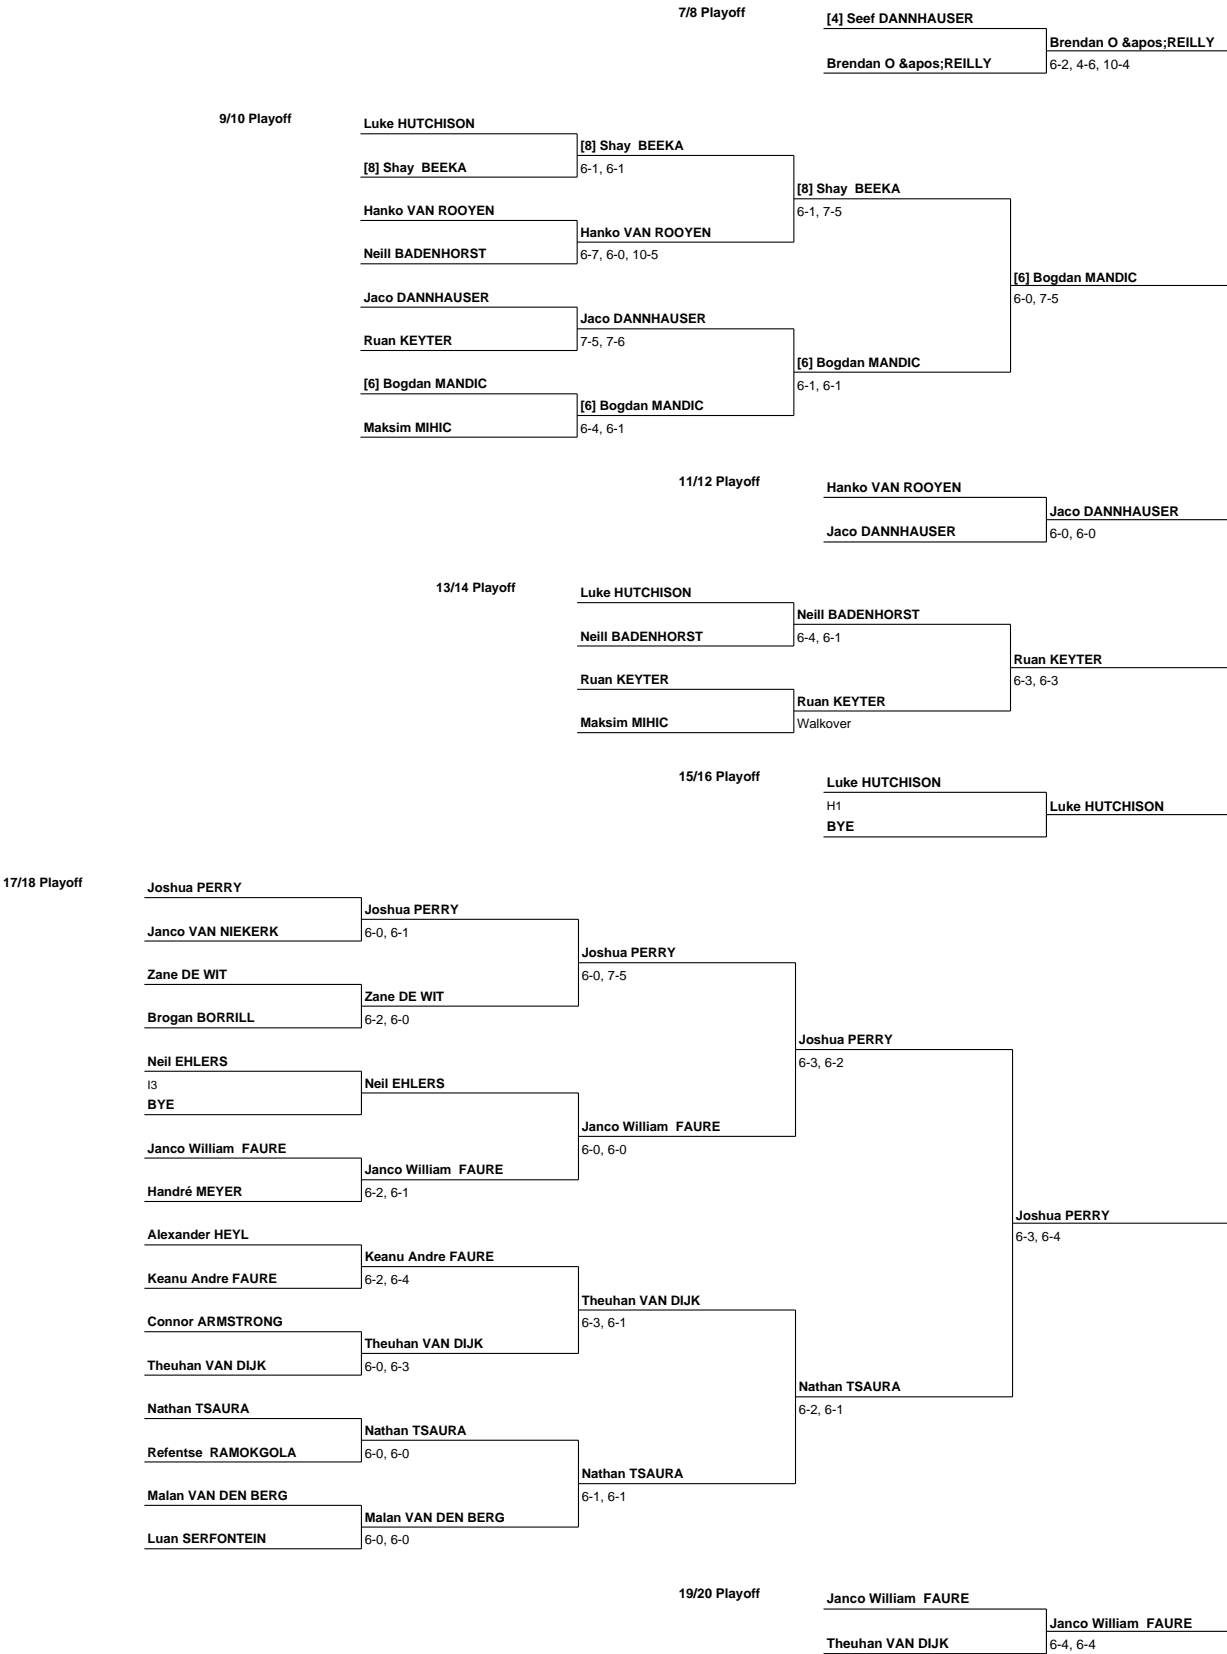 7/8 Playoff
[4] Seef DANNHAUSER
Brendan O &apos;REILLY
Brendan O &apos;REILLY
6-2, 4-6, 10-4
9/10 Playoff
Luke HUTCHISON
[8] Shay  BEEKA
[8] Shay  BEEKA
6-1, 6-1
[8] Shay  BEEKA
6-1, 7-5
Hanko VAN ROOYEN
Hanko VAN ROOYEN
Neill BADENHORST
6-7, 6-0, 10-5
[6] Bogdan MANDIC
6-0, 7-5
Jaco DANNHAUSER
Jaco DANNHAUSER
Ruan KEYTER
7-5, 7-6
[6] Bogdan MANDIC
6-1, 6-1
[6] Bogdan MANDIC
[6] Bogdan MANDIC
Maksim MIHIC
6-4, 6-1
11/12 Playoff
Hanko VAN ROOYEN
Jaco DANNHAUSER
Jaco DANNHAUSER
6-0, 6-0
13/14 Playoff
Luke HUTCHISON
Neill BADENHORST
Neill BADENHORST
6-4, 6-1
Ruan KEYTER
6-3, 6-3
Ruan KEYTER
Ruan KEYTER
Maksim MIHIC
Walkover
15/16 Playoff
Luke HUTCHISON
H1
Luke HUTCHISON
BYE
17/18 Playoff
Joshua PERRY
Joshua PERRY
Janco VAN NIEKERK
6-0, 6-1
Joshua PERRY
6-0, 7-5
Zane DE WIT
Zane DE WIT
Brogan BORRILL
6-2, 6-0
Joshua PERRY
6-3, 6-2
Neil EHLERS
I3
Neil EHLERS
BYE
Janco William  FAURE
6-0, 6-0
Janco William  FAURE
Janco William  FAURE
Handré MEYER
6-2, 6-1
Joshua PERRY
6-3, 6-4
Alexander HEYL
Keanu Andre FAURE
Keanu Andre FAURE
6-2, 6-4
Theuhan VAN DIJK
6-3, 6-1
Connor ARMSTRONG
Theuhan VAN DIJK
Theuhan VAN DIJK
6-0, 6-3
Nathan TSAURA
6-2, 6-1
Nathan TSAURA
Nathan TSAURA
Refentse  RAMOKGOLA
6-0, 6-0
Nathan TSAURA
6-1, 6-1
Malan VAN DEN BERG
Malan VAN DEN BERG
Luan SERFONTEIN
6-0, 6-0
19/20 Playoff
Janco William  FAURE
Janco William  FAURE
Theuhan VAN DIJK
6-4, 6-4